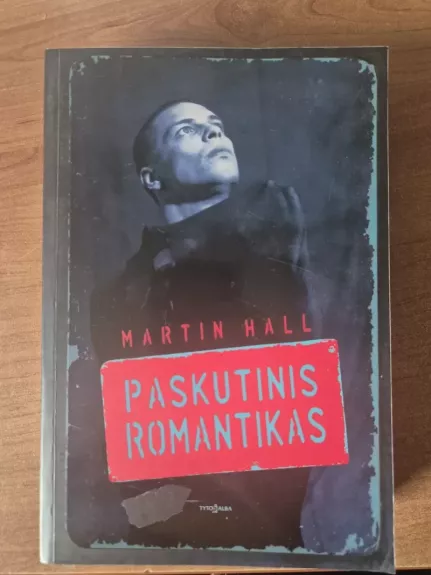 MARTIN HALL
PASKUTINIS
ROMANTIKAS
TYTO ALBA